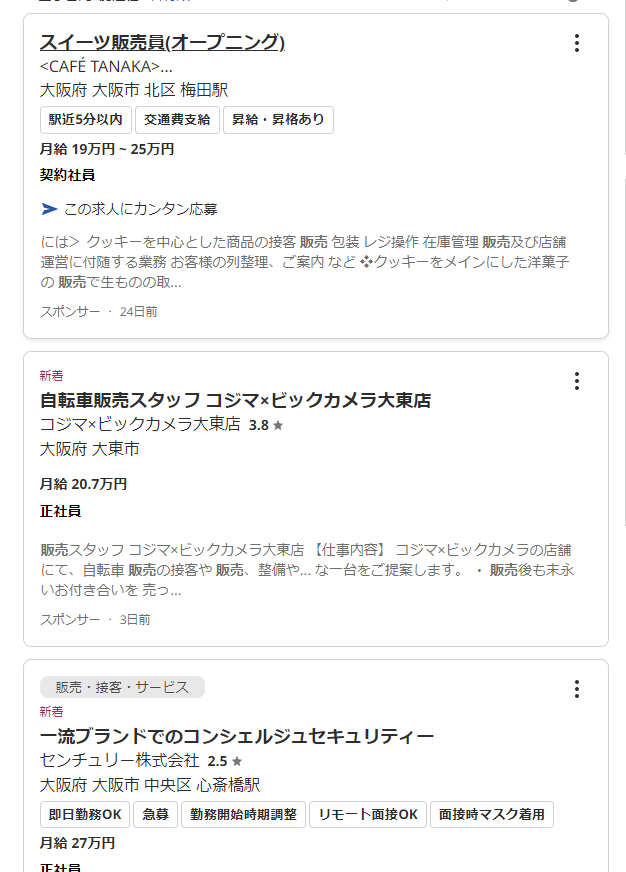 スイーツ販売員(オープニング)
<CAFÉ TANAKA>...
大阪府 大阪市 北区 梅田駅
駅近5分以内 交通費支給 昇給・昇格あり
月給 19万円 ~ 25万円
契約社員
この求人にカンタン応募
には＞ クッキーを中心とした商品の接客 販売 包装 レジ操作 在庫管理 販売及び店舗
運営に付随する業務 お客様の列整理、ご案内 など ❖クッキーをメインにした洋菓子
の 販売で生ものの取...
スポンサー · 24日前
新着
自転車販売スタッフ コジマ×ビックカメラ大東店
コジマ×ビックカメラ大東店 3.8 ★
大阪府 大東市
月給 20.7万円
正社員
販売スタッフ コジマ×ビックカメラ大東店 【仕事内容】 コジマ×ビックカメラの店舗
にて、自転車 販売の接客や 販売、整備や... な一台をご提案します。 ・ 販売後も末永
いお付き合いを 売っ...
スポンサー · 3日前
販売・接客・サービス
新着
一流ブランドでのコンシェルジュセキュリティー
センチュリー株式会社 2.5 ★
大阪府 大阪市 中央区 心斎橋駅
即日勤務OK 急募 勤務開始時期調整 リモート面接OK 面接時マスク着用
月給 27万円
正社員